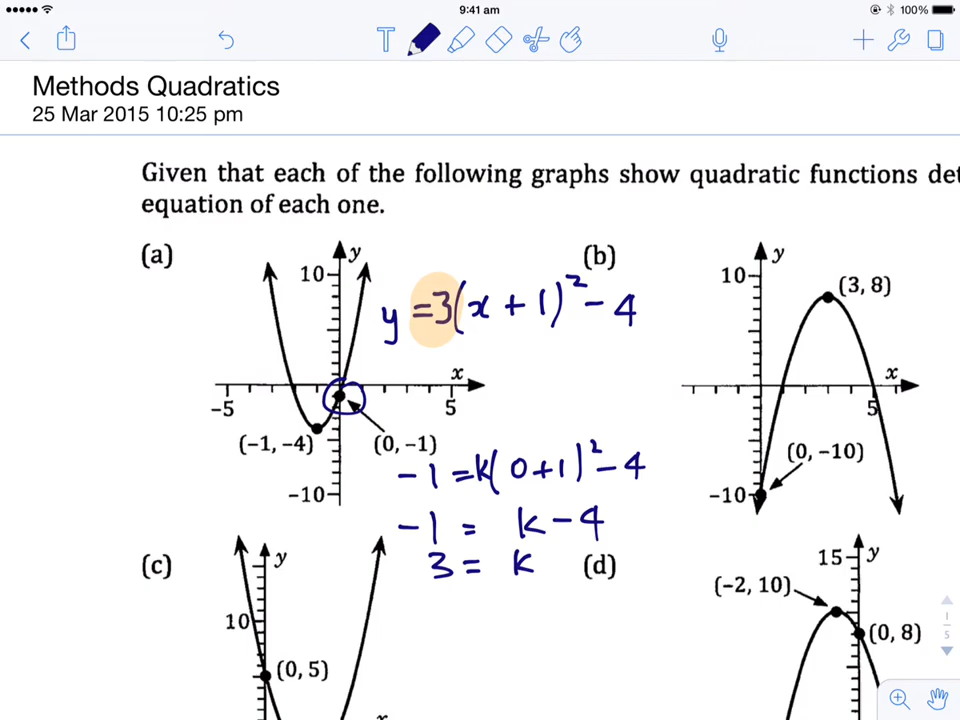 9:41 am
100%
T
Methods Quadratics
25 Mar 2015 10:25 pm
Given that each of the following graphs show quadratic functions det
equation of each one.
(a)
10
y
x
−5
5
(−1, −4)
(0, −1)
−10
y = 3(x + 1)² − 4
−1 = k(0+1)² − 4
−1 = k − 4
3 = k
(b)
10
y
(3, 8)
x
5
(0, −10)
−10
(c)
y
10
(0, 5)
x
(d)
15
y
(−2, 10)
(0, 8)
1
5